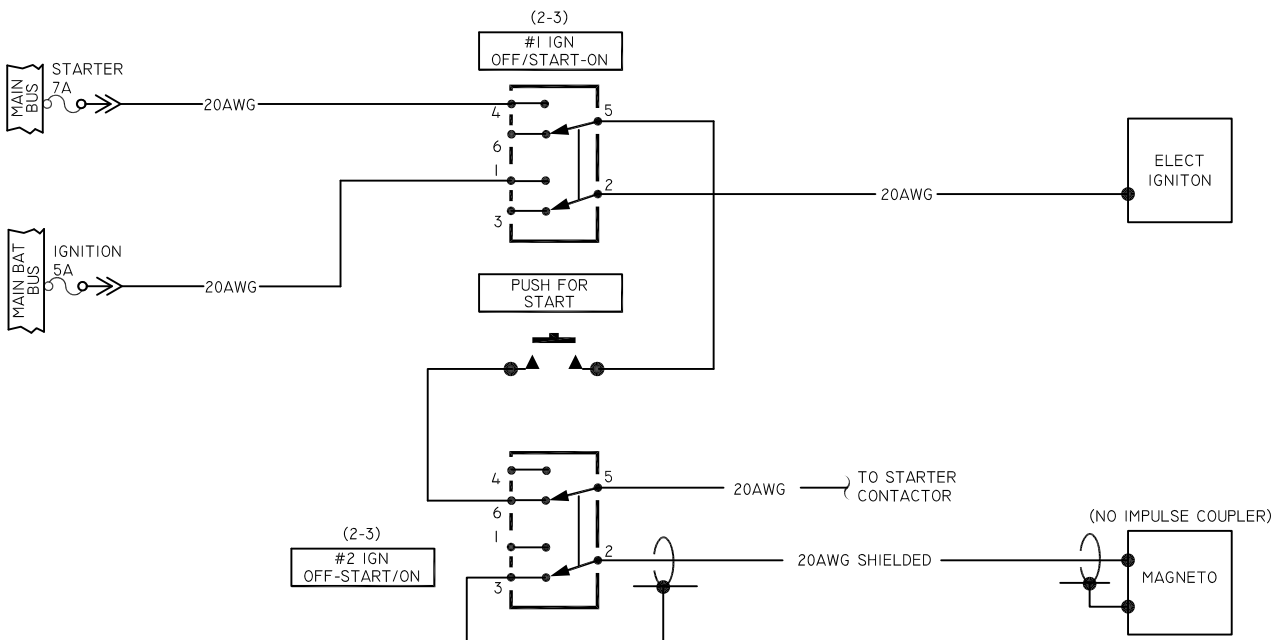 (2-3)
#1 IGN
OFF/START-ON
STARTER
7A
MAIN
BUS
20AWG
4
5
6
1
2
3
20AWG
ELECT
IGNITON
IGNITION
5A
MAIN BAT
BUS
20AWG
PUSH FOR
START
4
5
6
1
2
3
20AWG
TO STARTER
CONTACTOR
(2-3)
#2 IGN
OFF-START/ON
20AWG SHIELDED
(NO IMPULSE COUPLER)
MAGNETO